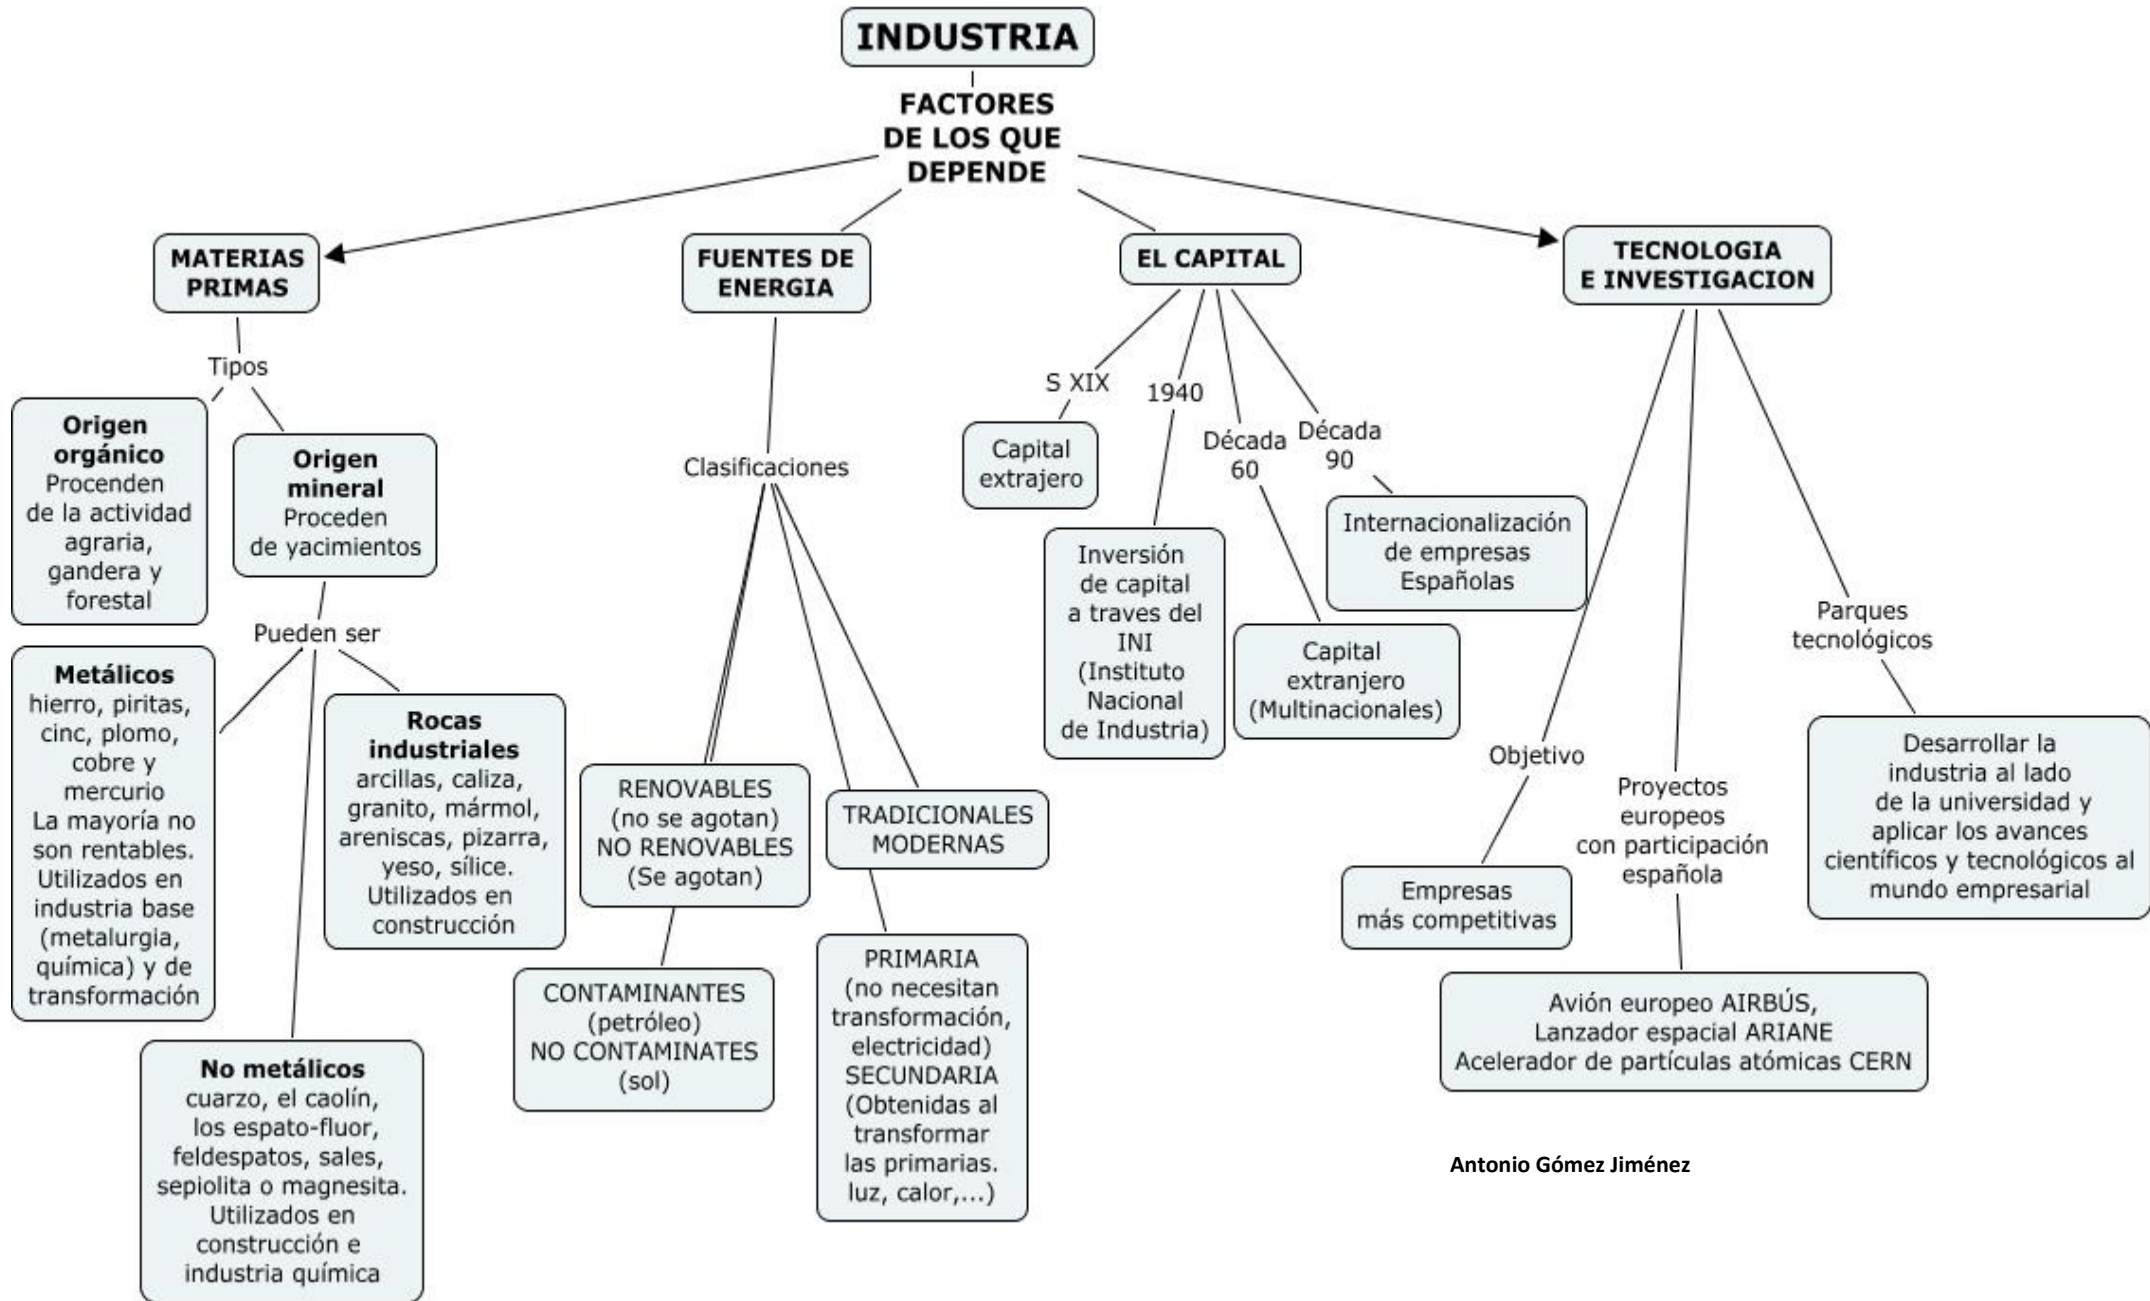 INDUSTRIA
FACTORES
DE LOS QUE
DEPENDE
MATERIAS
PRIMAS
Tipos
Origen
orgánico
Procenden
de la actividad
agraria,
gandera y
forestal
Origen
mineral
Proceden
de yacimientos
Pueden ser
Metálicos
hierro, piritas,
cinc, plomo,
cobre y
mercurio
La mayoría no
son rentables.
Utilizados en
industria base
(metalurgia,
química) y de
transformación
Rocas
industriales
arcillas, caliza,
granito, mármol,
areniscas, pizarra,
yeso, sílice.
Utilizados en
construcción
No metálicos
cuarzo, el caolín,
los espato-fluor,
feldespatos, sales,
sepiolita o magnesita.
Utilizados en
construcción e
industria química
FUENTES DE
ENERGIA
Clasificaciones
RENOVABLES
(no se agotan)
NO RENOVABLES
(Se agotan)
TRADICIONALES
MODERNAS
CONTAMINANTES
(petróleo)
NO CONTAMINATES
(sol)
PRIMARIA
(no necesitan
transformación,
electricidad)
SECUNDARIA
(Obtenidas al
transformar
las primarias.
luz, calor,...)
EL CAPITAL
S XIX
Capital
extrajero
1940
Inversión
de capital
a traves del
INI
(Instituto
Nacional
de Industria)
Década
60
Capital
extranjero
(Multinacionales)
Década
90
Internacionalización
de empresas
Españolas
TECNOLOGIA
E INVESTIGACION
Objetivo
Empresas
más competitivas
Proyectos
europeos
con participación
española
Avión europeo AIRBÚS,
Lanzador espacial ARIANE
Acelerador de partículas atómicas CERN
Parques
tecnológicos
Desarrollar la
industria al lado
de la universidad y
aplicar los avances
científicos y tecnológicos al
mundo empresarial
Antonio Gómez Jiménez